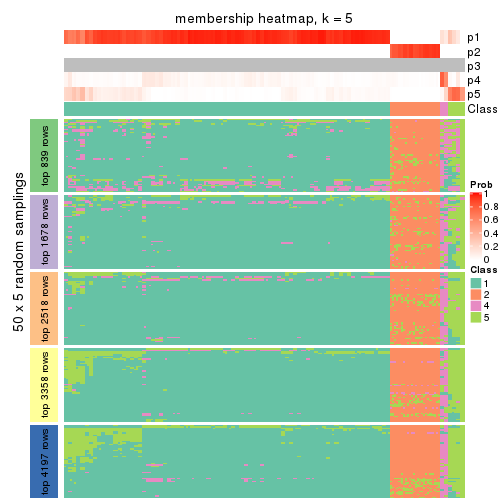 membership heatmap, k = 5
p1
p2
p3
p4
p5
Class
50 x 5 random samplings
top 839 rows
top 1678 rows
top 2518 rows
top 3358 rows
top 4197 rows
Prob
1
0.8
0.6
0.4
0.2
0
Class
1
2
4
5